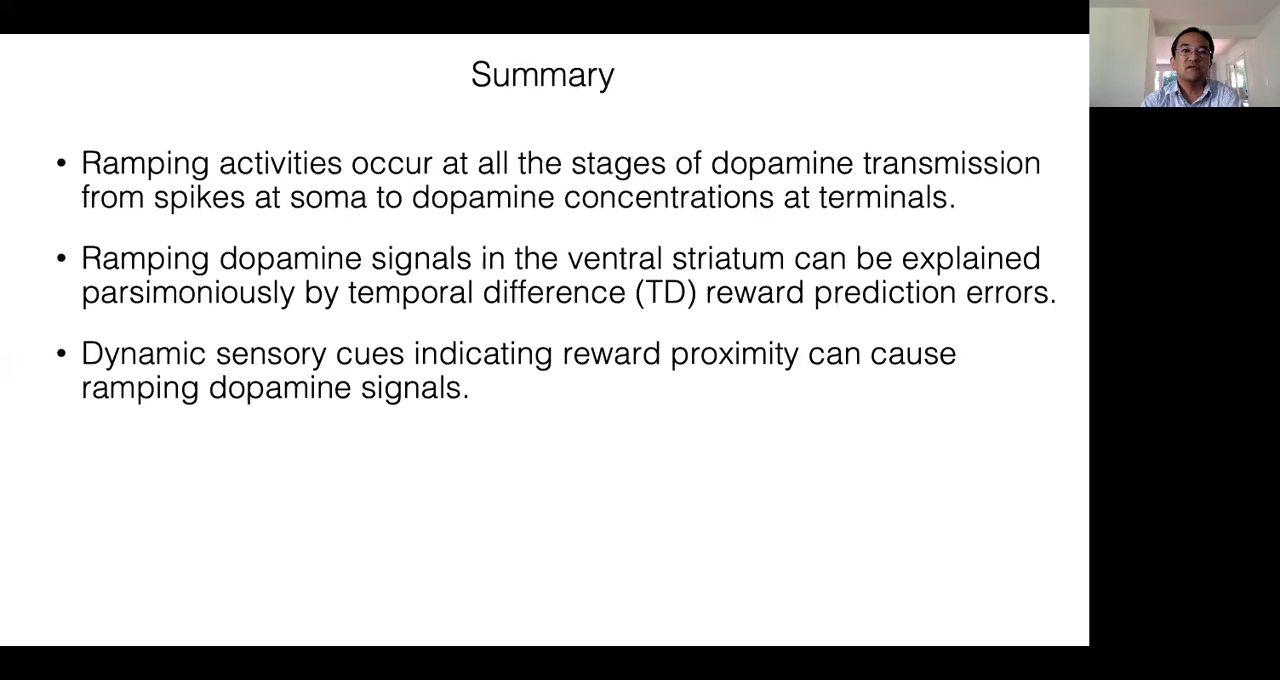 Summary
• Ramping activities occur at all the stages of dopamine transmission
from spikes at soma to dopamine concentrations at terminals.
• Ramping dopamine signals in the ventral striatum can be explained
parsimoniously by temporal difference (TD) reward prediction errors.
• Dynamic sensory cues indicating reward proximity can cause
ramping dopamine signals.